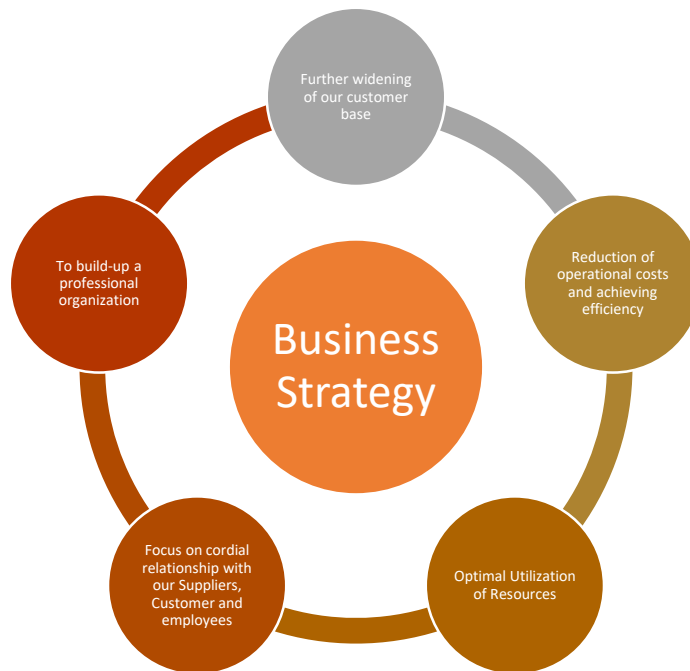 Further widening
of our customer
base
Reduction of
operational costs
and achieving
efficiency
Optimal Utilization
of Resources
Focus on cordial
relationship with
our Suppliers,
Customer and
employees
To build-up a
professional
organization
Business
Strategy